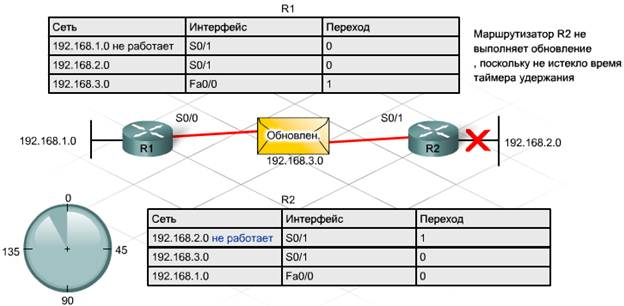 R1
Сеть Интерфейс Переход
192.168.1.0 не работает S0/1 0
192.168.2.0 S0/1 0
192.168.3.0 Fa0/0 1
Маршрутизатор R2 не
выполняет обновление
, поскольку не истекло время
таймера удержания
S0/0 S0/1
192.168.1.0 R1 Обновлен. R2 192.168.2.0
192.168.3.0
R2
Сеть Интерфейс Переход
192.168.2.0 не работает S0/1 1
192.168.3.0 S0/1 0
192.168.1.0 Fa0/0 0
0
135 45
90